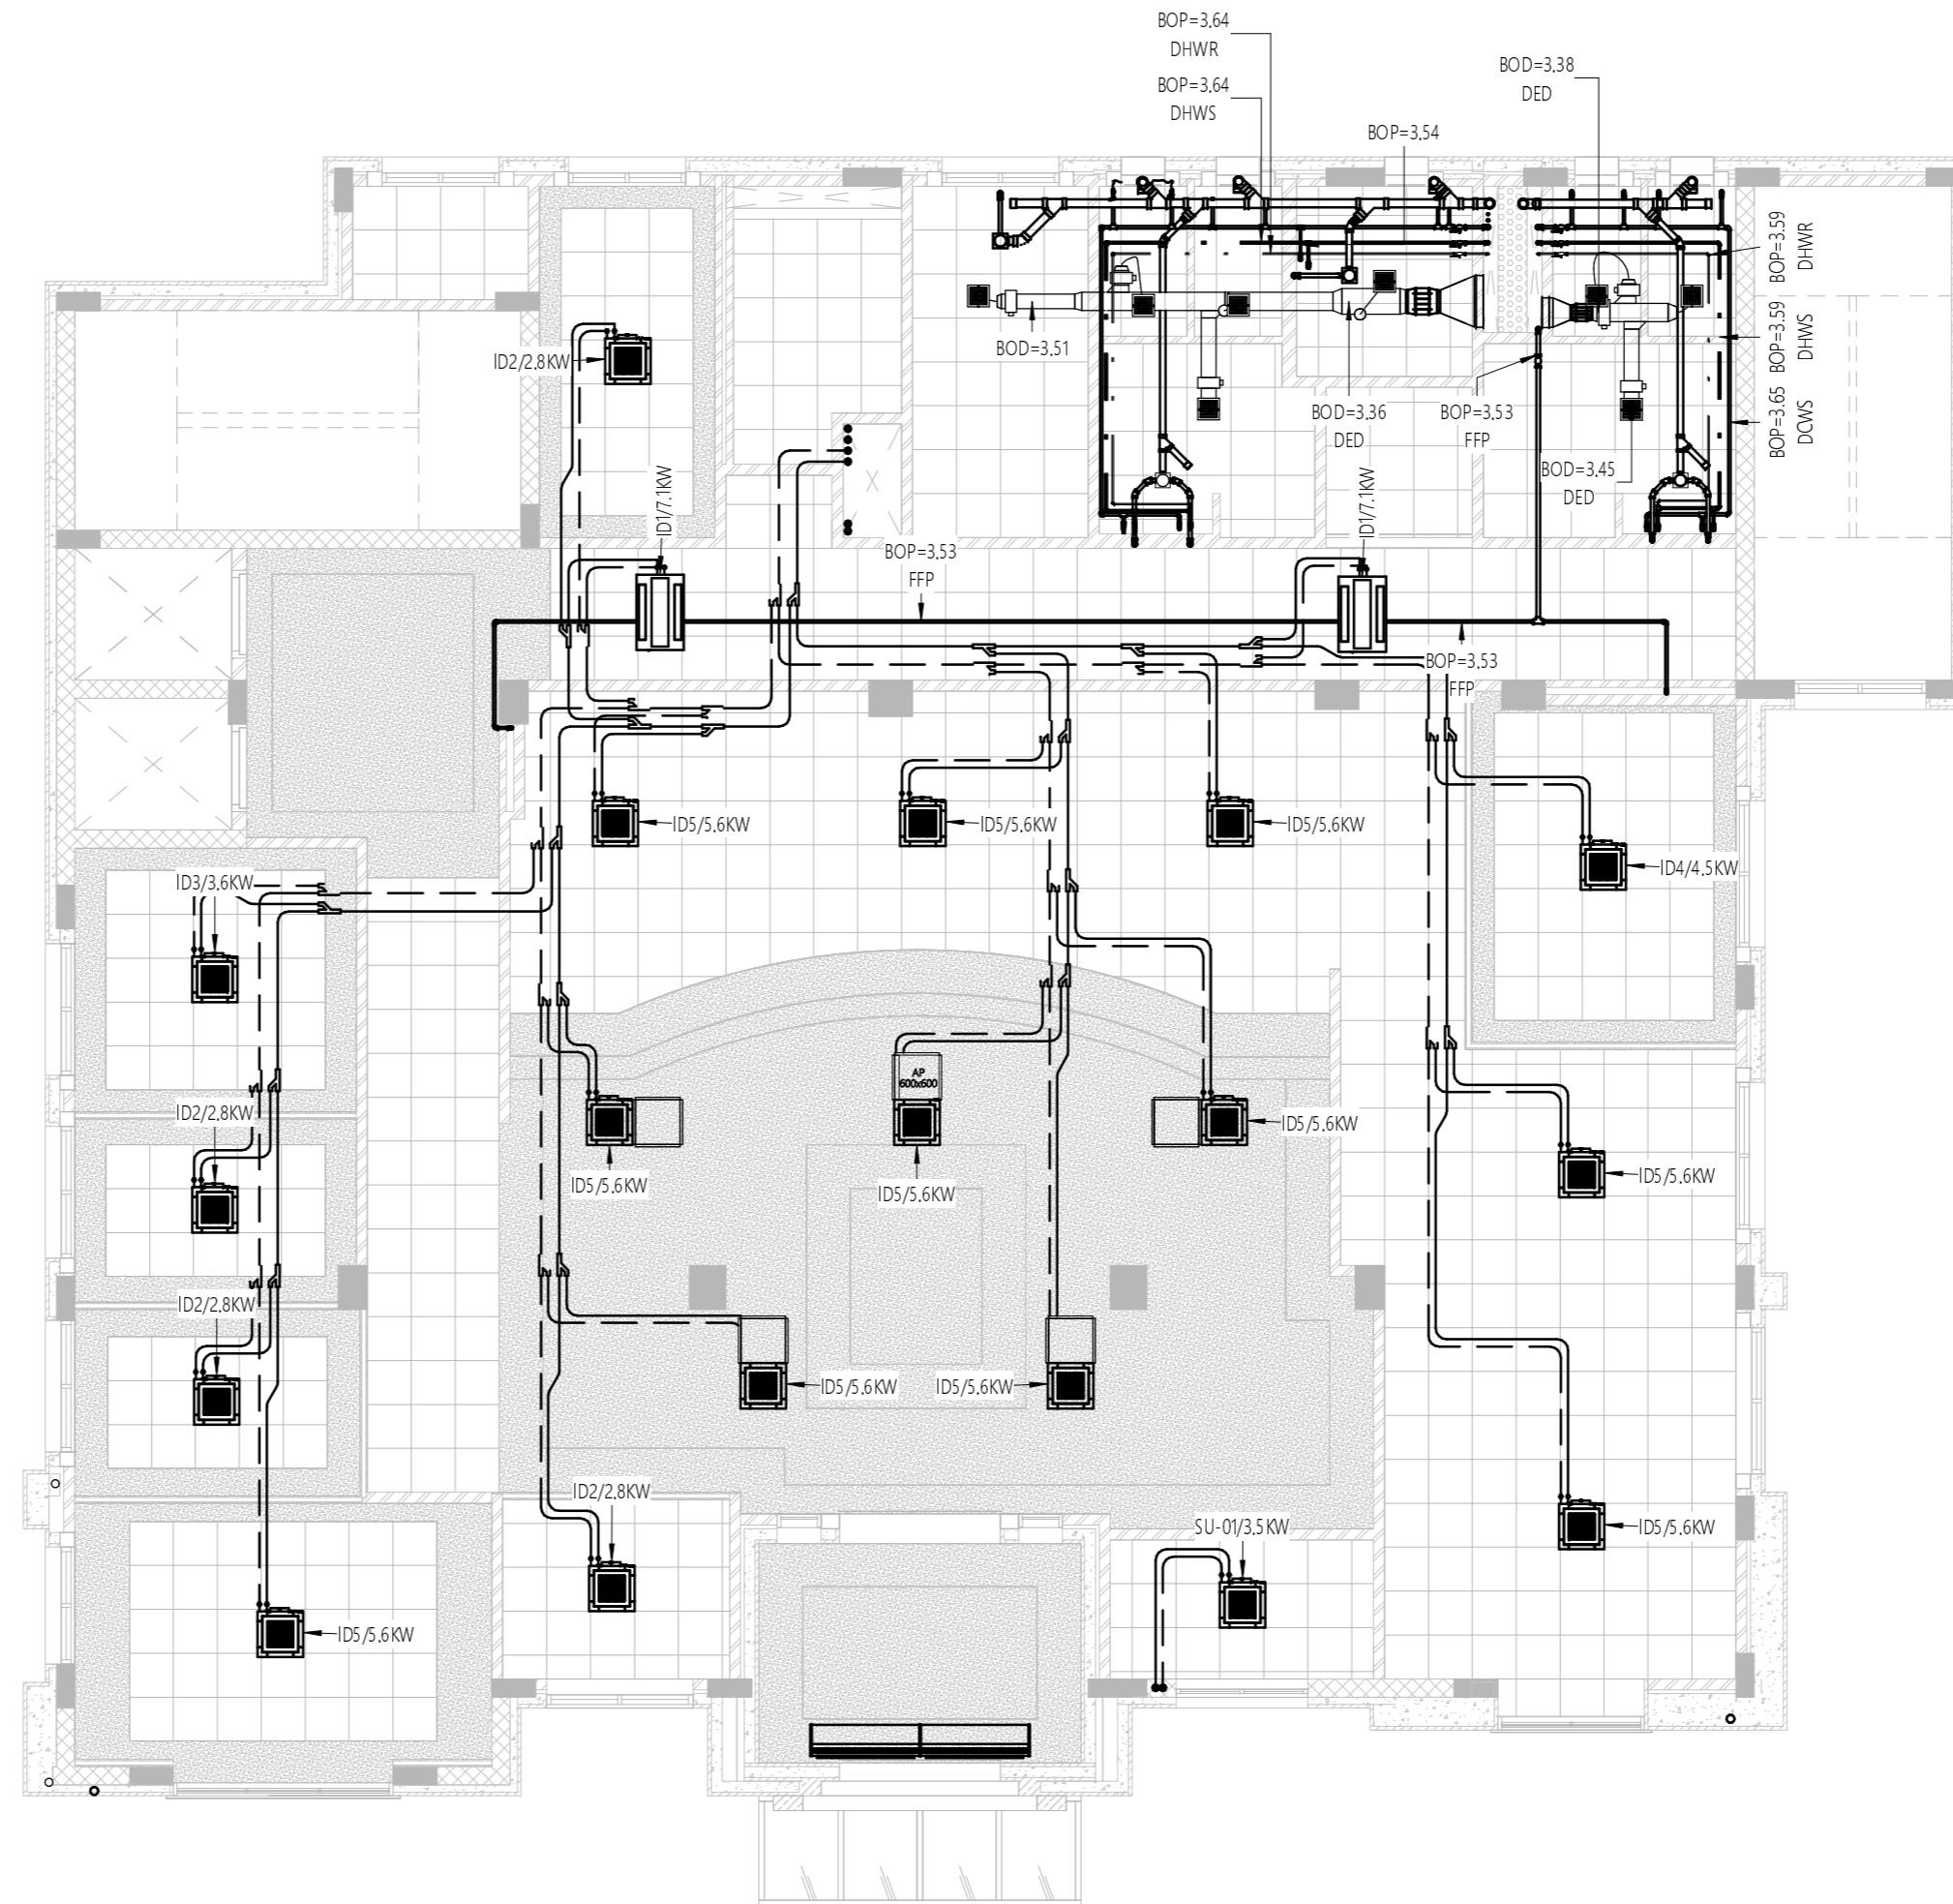 BOP=3.64
DHWR
BOP=3.64
DHWS
BOD=3.38
DED
BOP=3.54
BOP=3.59
DHWR
BOP=3.59
DHWS
BOP=3.65
DCWS
BOD=3.51
ID2/2.8KW
BOD=3.36
DED
BOP=3.53
FFP
BOD=3.45
DED
ID1/7.1KW
ID1/7.1KW
BOP=3.53
FFP
BOP=3.53
FFP
ID5/5.6KW
ID5/5.6KW
ID5/5.6KW
ID4/4.5KW
ID3/3.6KW
AP
600x600
ID2/2.8KW
ID5/5.6KW
ID5/5.6KW
ID5/5.6KW
ID5/5.6KW
ID2/2.8KW
ID5/5.6KW
ID5/5.6KW
ID2/2.8KW
SU-01/3.5KW
ID5/5.6KW
ID5/5.6KW